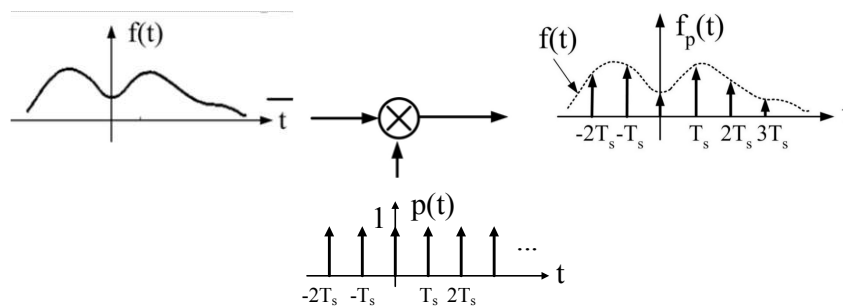 f(t)
t
f(t)
f_p(t)
-2T_s -T_s T_s 2T_s 3T_s
1 p(t)
...
t
-2T_s -T_s T_s 2T_s